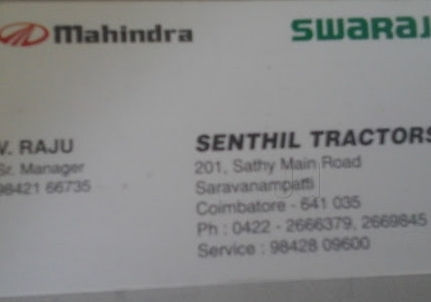 Mahindra
SWARAJ
V. RAJU
Sr. Manager
98421 66735
SENTHIL TRACTORS
201, Sathy Main Road
Saravanampatti
Coimbatore - 641 035
Ph : 0422 - 2666379, 2669845
Service : 98428 09600